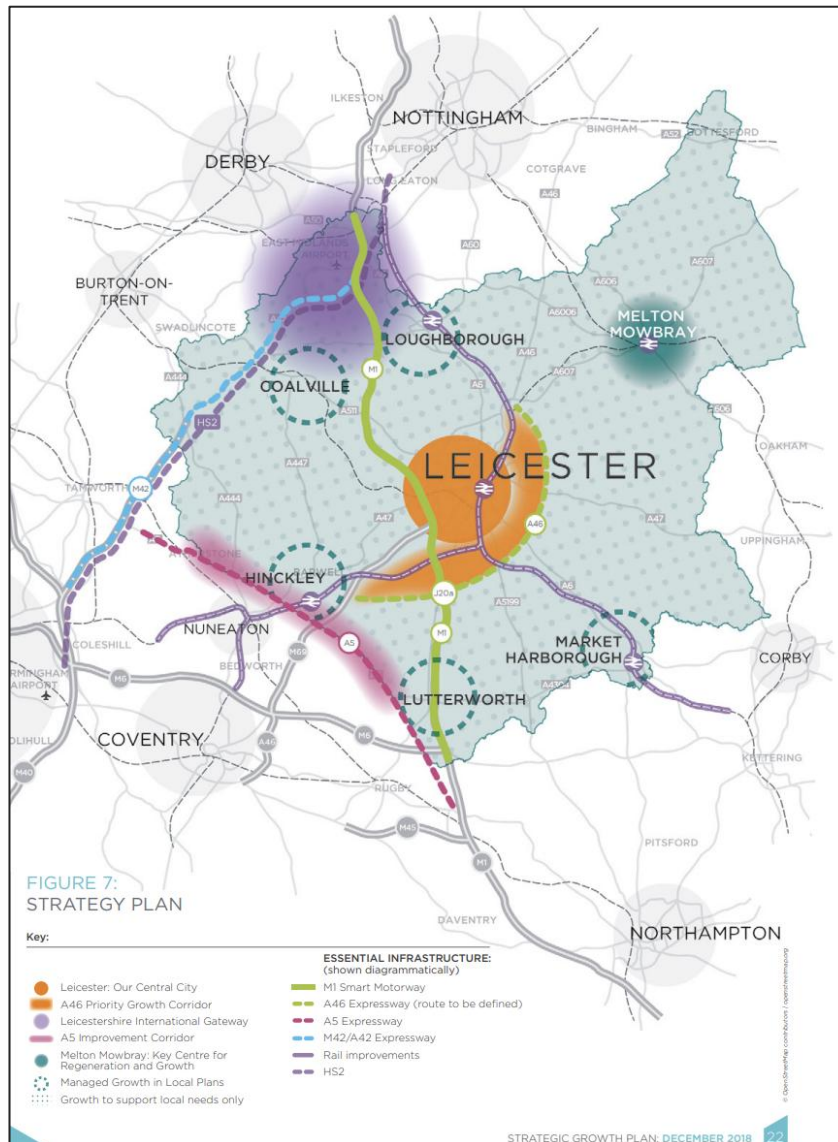 ILKESTON
NOTTINGHAM
BINGHAM
A52
BOTTESFORD
DERBY
STAPLEFORD
LONG EATON
COTGRAVE
A46
A50
EAST MIDLANDS
AIRPORT
A60
A607
BURTON-ON-
TRENT
A606
A6006
MELTON
MOWBRAY
SWADLINCOTE
LOUGHBOROUGH
A46
A444
M1
A607
COALVILLE
A6
A511
HS2
OAKHAM
A447
LEICESTER
TAMWORTH
M42
A444
A47
A46
A47
UPPINGHAM
HINCKLEY
J20a
A6
A5199
NUNEATON
M1
MARKET
HARBOROUGH
COLESHILL
M69
A5
BEDWORTH
CORBY
M6
AIRPORT
LUTTERWORTH
COVENTRY
M6
A46
KETTERING
M40
RUGBY
M45
PITSFORD
M1
FIGURE 7:
STRATEGY PLAN
DAVENTRY
NORTHAMPTON
Key:
Leicester: Our Central City
A46 Priority Growth Corridor
Leicestershire International Gateway
A5 Improvement Corridor
Melton Mowbray: Key Centre for
Regeneration and Growth
Managed Growth in Local Plans
Growth to support local needs only
ESSENTIAL INFRASTRUCTURE:
(shown diagrammatically)
M1 Smart Motorway
A46 Expressway (route to be defined)
A5 Expressway
M42/A42 Expressway
Rail improvements
HS2
© OpenStreetMap contributors / openstreetmap.org
STRATEGIC GROWTH PLAN: DECEMBER 2018
22